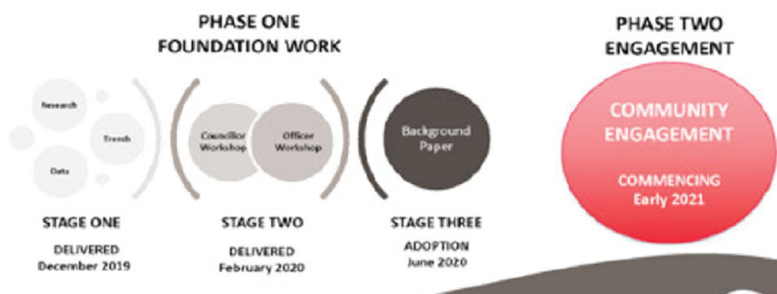 PHASE ONE
FOUNDATION WORK
Research
Trends
Data
Councillor
Workshop
Officer
Workshop
Background
Paper
STAGE ONE
DELIVERED
December 2019
STAGE TWO
DELIVERED
February 2020
STAGE THREE
ADOPTION
June 2020
PHASE TWO
ENGAGEMENT
COMMUNITY
ENGAGEMENT
COMMENCING
Early 2021